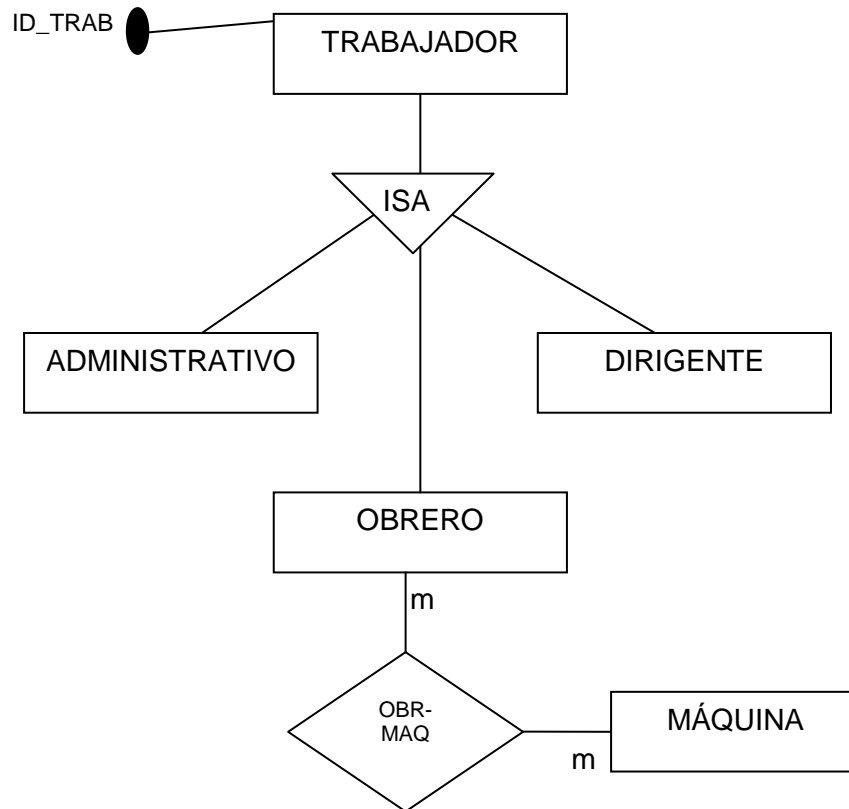 ID_TRAB
TRABAJADOR
ISA
ADMINISTRATIVO
DIRIGENTE
OBRERO
m
OBR-
MAQ
MÁQUINA
m